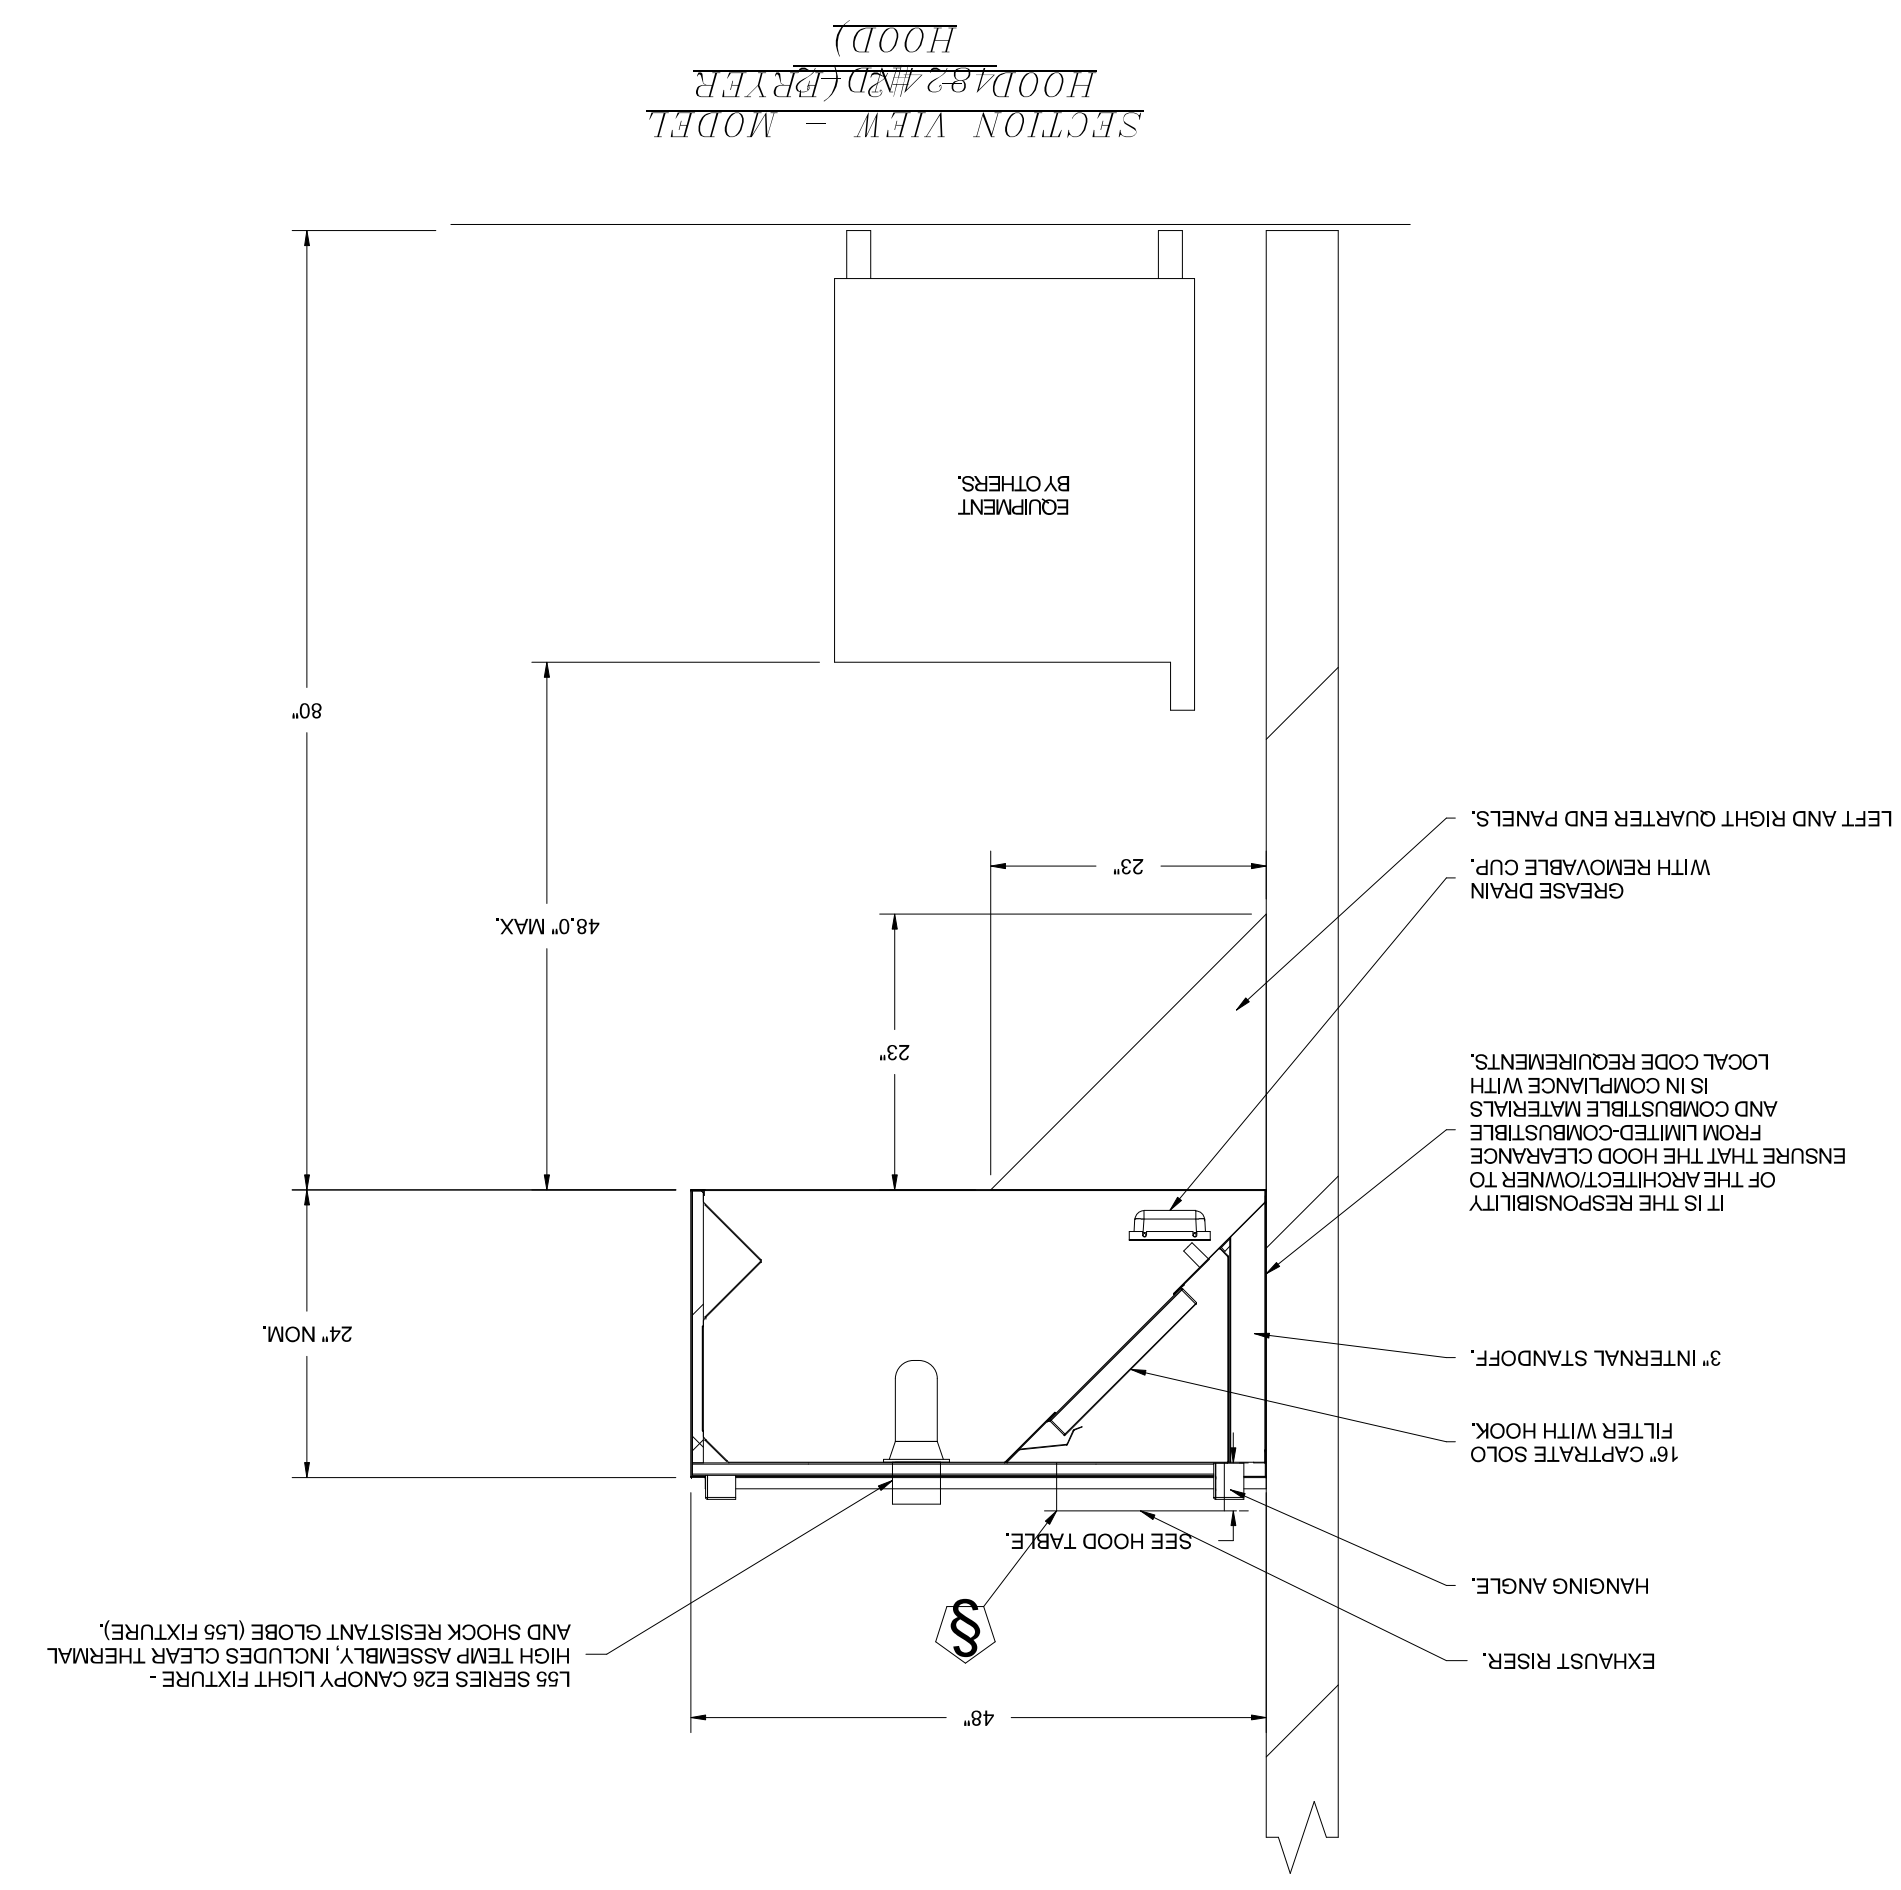 EXHAUST RISER.
HANGING ANGLE.
16" CAPTRATE SOLO
FILTER WITH HOOK.
3" INTERNAL STANDOFF.
IT IS THE RESPONSIBILITY
OF THE ARCHITECT/OWNER TO
ENSURE THAT THE HOOD CLEARANCE
FROM LIMITED-COMBUSTIBLE
AND COMBUSTIBLE MATERIALS
IS IN COMPLIANCE WITH
LOCAL CODE REQUIREMENTS.
GREASE DRAIN
WITH REMOVABLE CUP.
LEFT AND RIGHT QUARTER END PANELS.
48"
§
SEE HOOD TABLE.
L55 SERIES E26 CANOPY LIGHT FIXTURE -
HIGH TEMP ASSEMBLY, INCLUDES CLEAR THERMAL
AND SHOCK RESISTANT GLOBE (L55 FIXTURE).
24" NOM.
23"
23"
48.0" MAX.
80"
EQUIPMENT
BY OTHERS.
SECTION VIEW - MODEL
HOOD (FRYER
HOOD)